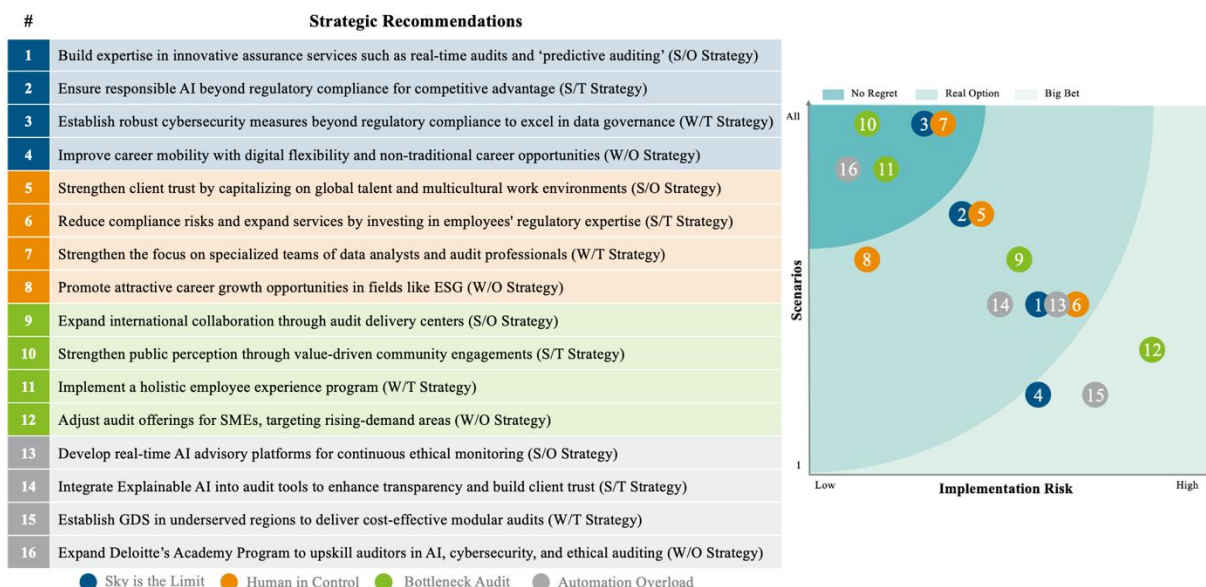 # Strategic Recommendations
1 Build expertise in innovative assurance services such as real-time audits and ‘predictive auditing’ (S/O Strategy)
2 Ensure responsible AI beyond regulatory compliance for competitive advantage (S/T Strategy)
3 Establish robust cybersecurity measures beyond regulatory compliance to excel in data governance (W/T Strategy)
4 Improve career mobility with digital flexibility and non-traditional career opportunities (W/O Strategy)
5 Strengthen client trust by capitalizing on global talent and multicultural work environments (S/O Strategy)
6 Reduce compliance risks and expand services by investing in employees' regulatory expertise (S/T Strategy)
7 Strengthen the focus on specialized teams of data analysts and audit professionals (W/T Strategy)
8 Promote attractive career growth opportunities in fields like ESG (W/O Strategy)
9 Expand international collaboration through audit delivery centers (S/O Strategy)
10 Strengthen public perception through value-driven community engagements (S/T Strategy)
11 Implement a holistic employee experience program (W/T Strategy)
12 Adjust audit offerings for SMEs, targeting rising-demand areas (W/O Strategy)
13 Develop real-time AI advisory platforms for continuous ethical monitoring (S/O Strategy)
14 Integrate Explainable AI into audit tools to enhance transparency and build client trust (S/T Strategy)
15 Establish GDS in underserved regions to deliver cost-effective modular audits (W/T Strategy)
16 Expand Deloitte’s Academy Program to upskill auditors in AI, cybersecurity, and ethical auditing (W/O Strategy)
Sky is the Limit Human in Control Bottleneck Audit Automation Overload
No Regret Real Option Big Bet
All
10 3 7
16 11
2 5
8 9
14 1 13 6
12
4 15
Scenarios
1
Low Implementation Risk High